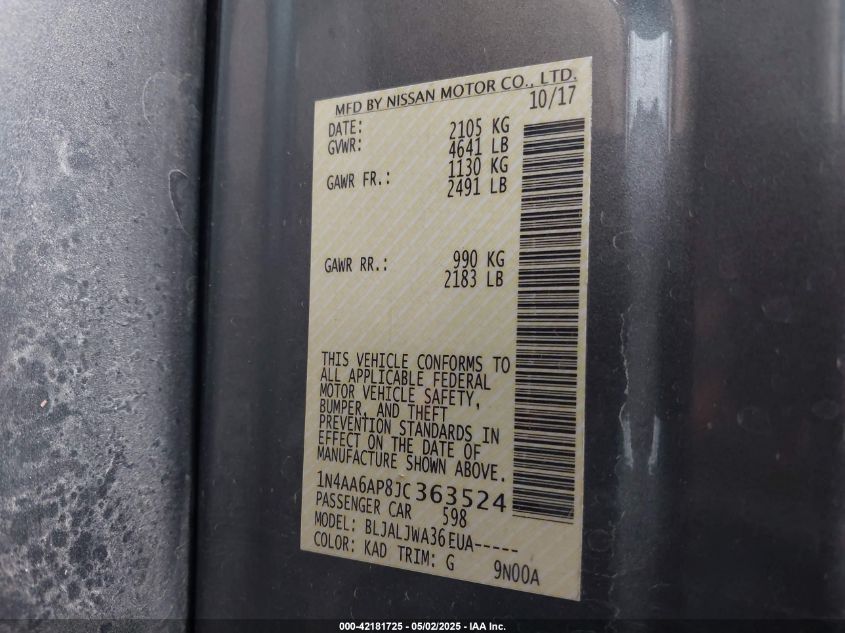 MFD BY NISSAN MOTOR CO., LTD.
10/17
DATE: 2105 KG
GVWR: 4641 LB
1130 KG
GAWR FR.: 2491 LB
990 KG
GAWR RR.: 2183 LB
THIS VEHICLE CONFORMS TO
ALL APPLICABLE FEDERAL
MOTOR VEHICLE SAFETY,
BUMPER, AND THEFT
PREVENTION STANDARDS IN
EFFECT ON THE DATE OF
MANUFACTURE SHOWN ABOVE.
1N4AA6AP8JC363524
PASSENGER CAR 598
MODEL: BLJALJWA36EUA-----
COLOR: KAD TRIM: G 9N00A
000-42181725 - 05/02/2025 - IAA Inc.